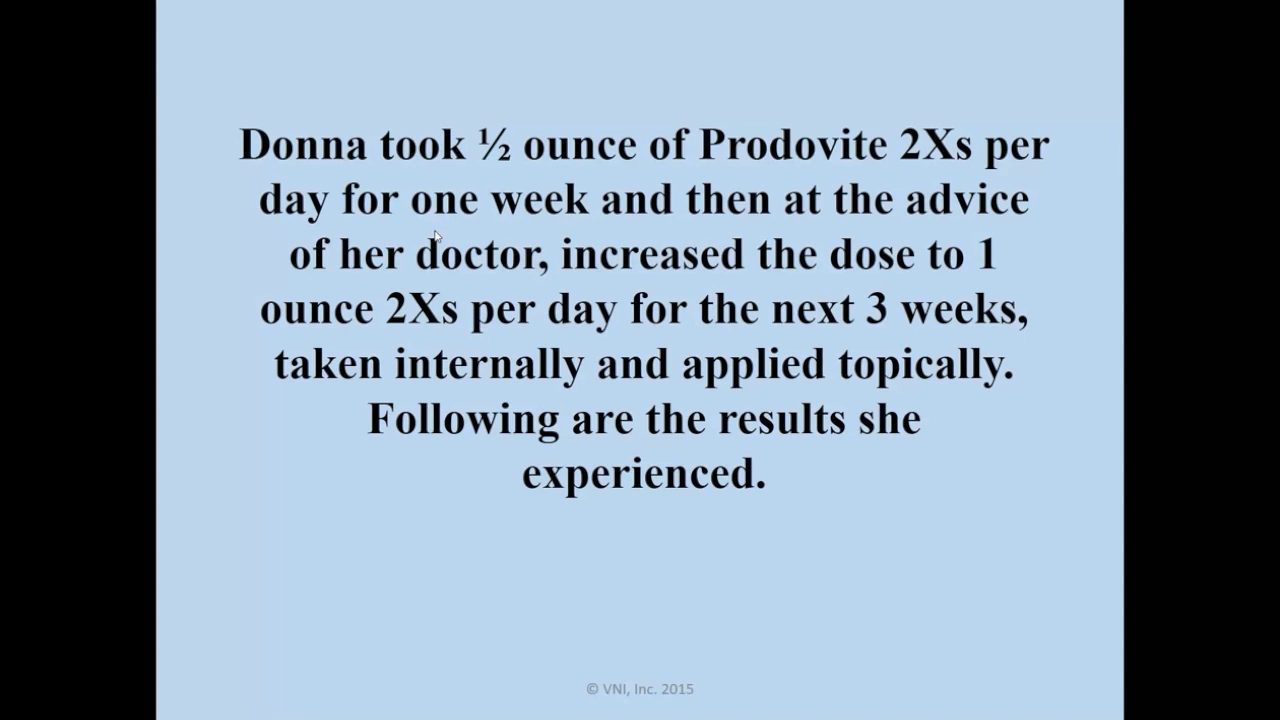 Donna took ½ ounce of Prodovite 2Xs per
day for one week and then at the advice
of her doctor, increased the dose to 1
ounce 2Xs per day for the next 3 weeks,
taken internally and applied topically.
Following are the results she
experienced.
© VNI, Inc. 2015